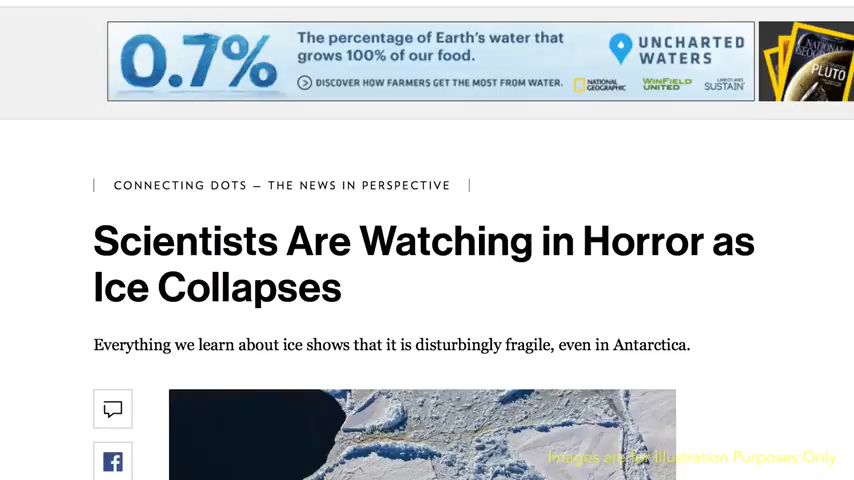 0.7%
The percentage of Earth's water that
grows 100% of our food.
DISCOVER HOW FARMERS GET THE MOST FROM WATER.
UNCHARTED
WATERS
NATIONAL
GEOGRAPHIC
WINFIELD
UNITED
SUSTAIN
NATIONAL
PLUTO
CONNECTING DOTS – THE NEWS IN PERSPECTIVE
Scientists Are Watching in Horror as
Ice Collapses
Everything we learn about ice shows that it is disturbingly fragile, even in Antarctica.
Images are for Illustration Purposes Only